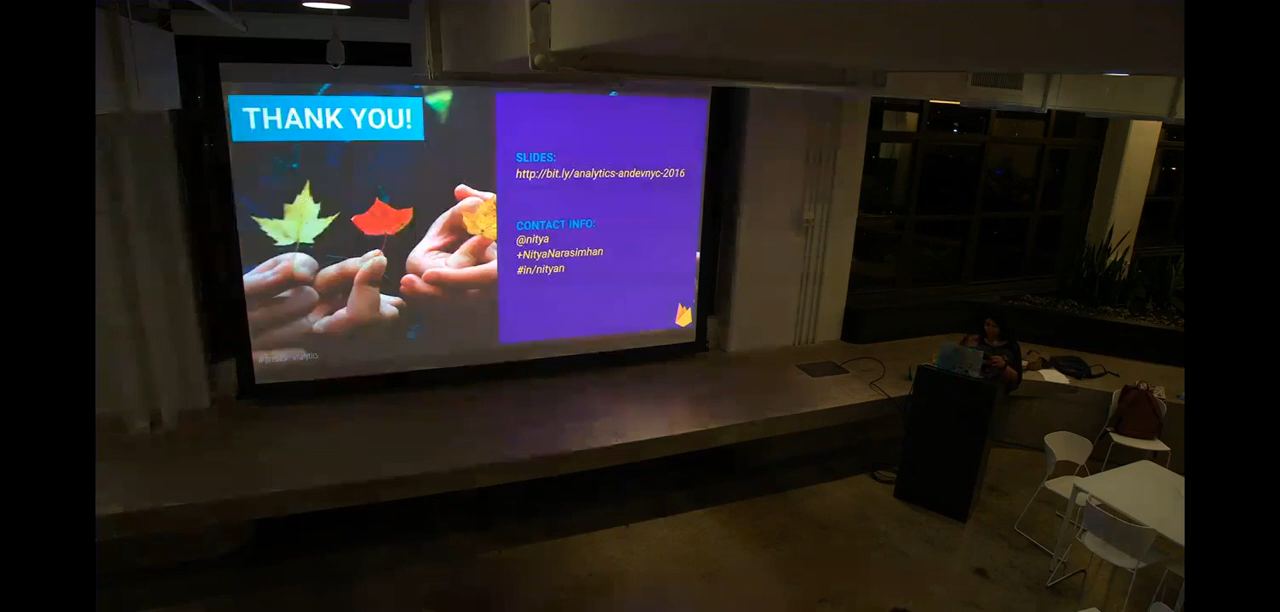 THANK YOU!
SLIDES:
http://bit.ly/analytics-andevnyc-2016
CONTACT INFO:
@nitya
+NityaNarasimhan
#in/nityan